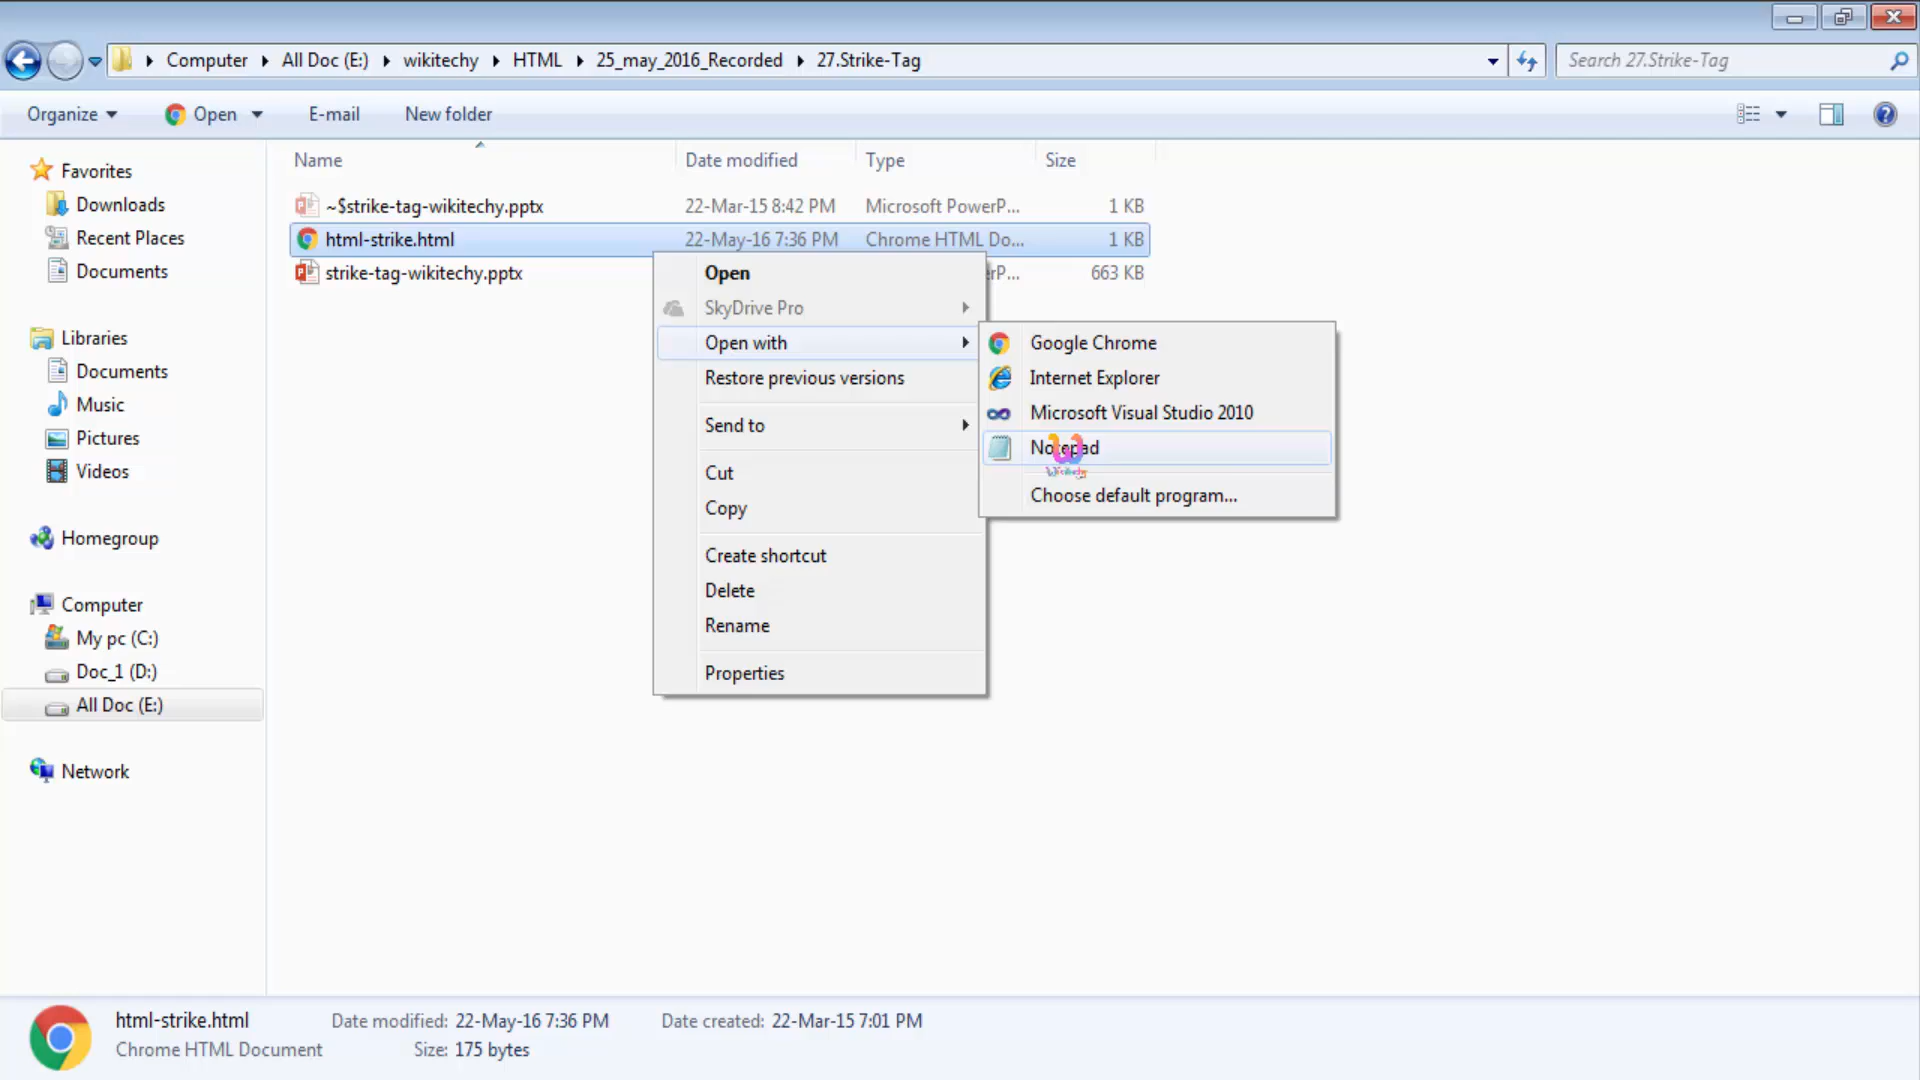 Computer All Doc (E:) wikitechy HTML 25_may_2016_Recorded 27.Strike-Tag Search 27.Strike-Tag
Organize Open E-mail New folder
Name Date modified Type Size
Favorites
Downloads
Recent Places
Documents
Libraries
Documents
Music
Pictures
Videos
Homegroup
Computer
My pc (C:)
Doc_1 (D:)
All Doc (E:)
Network
~$strike-tag-wikitechy.pptx 22-Mar-15 8:42 PM Microsoft PowerP... 1 KB
html-strike.html 22-May-16 7:36 PM Chrome HTML Do... 1 KB
strike-tag-wikitechy.pptx erP... 663 KB
Open
SkyDrive Pro
Open with
Restore previous versions
Send to
Cut
Copy
Create shortcut
Delete
Rename
Properties
Google Chrome
Internet Explorer
Microsoft Visual Studio 2010
Notepad
Wikitechy
Choose default program...
html-strike.html Date modified: 22-May-16 7:36 PM Date created: 22-Mar-15 7:01 PM
Chrome HTML Document Size: 175 bytes